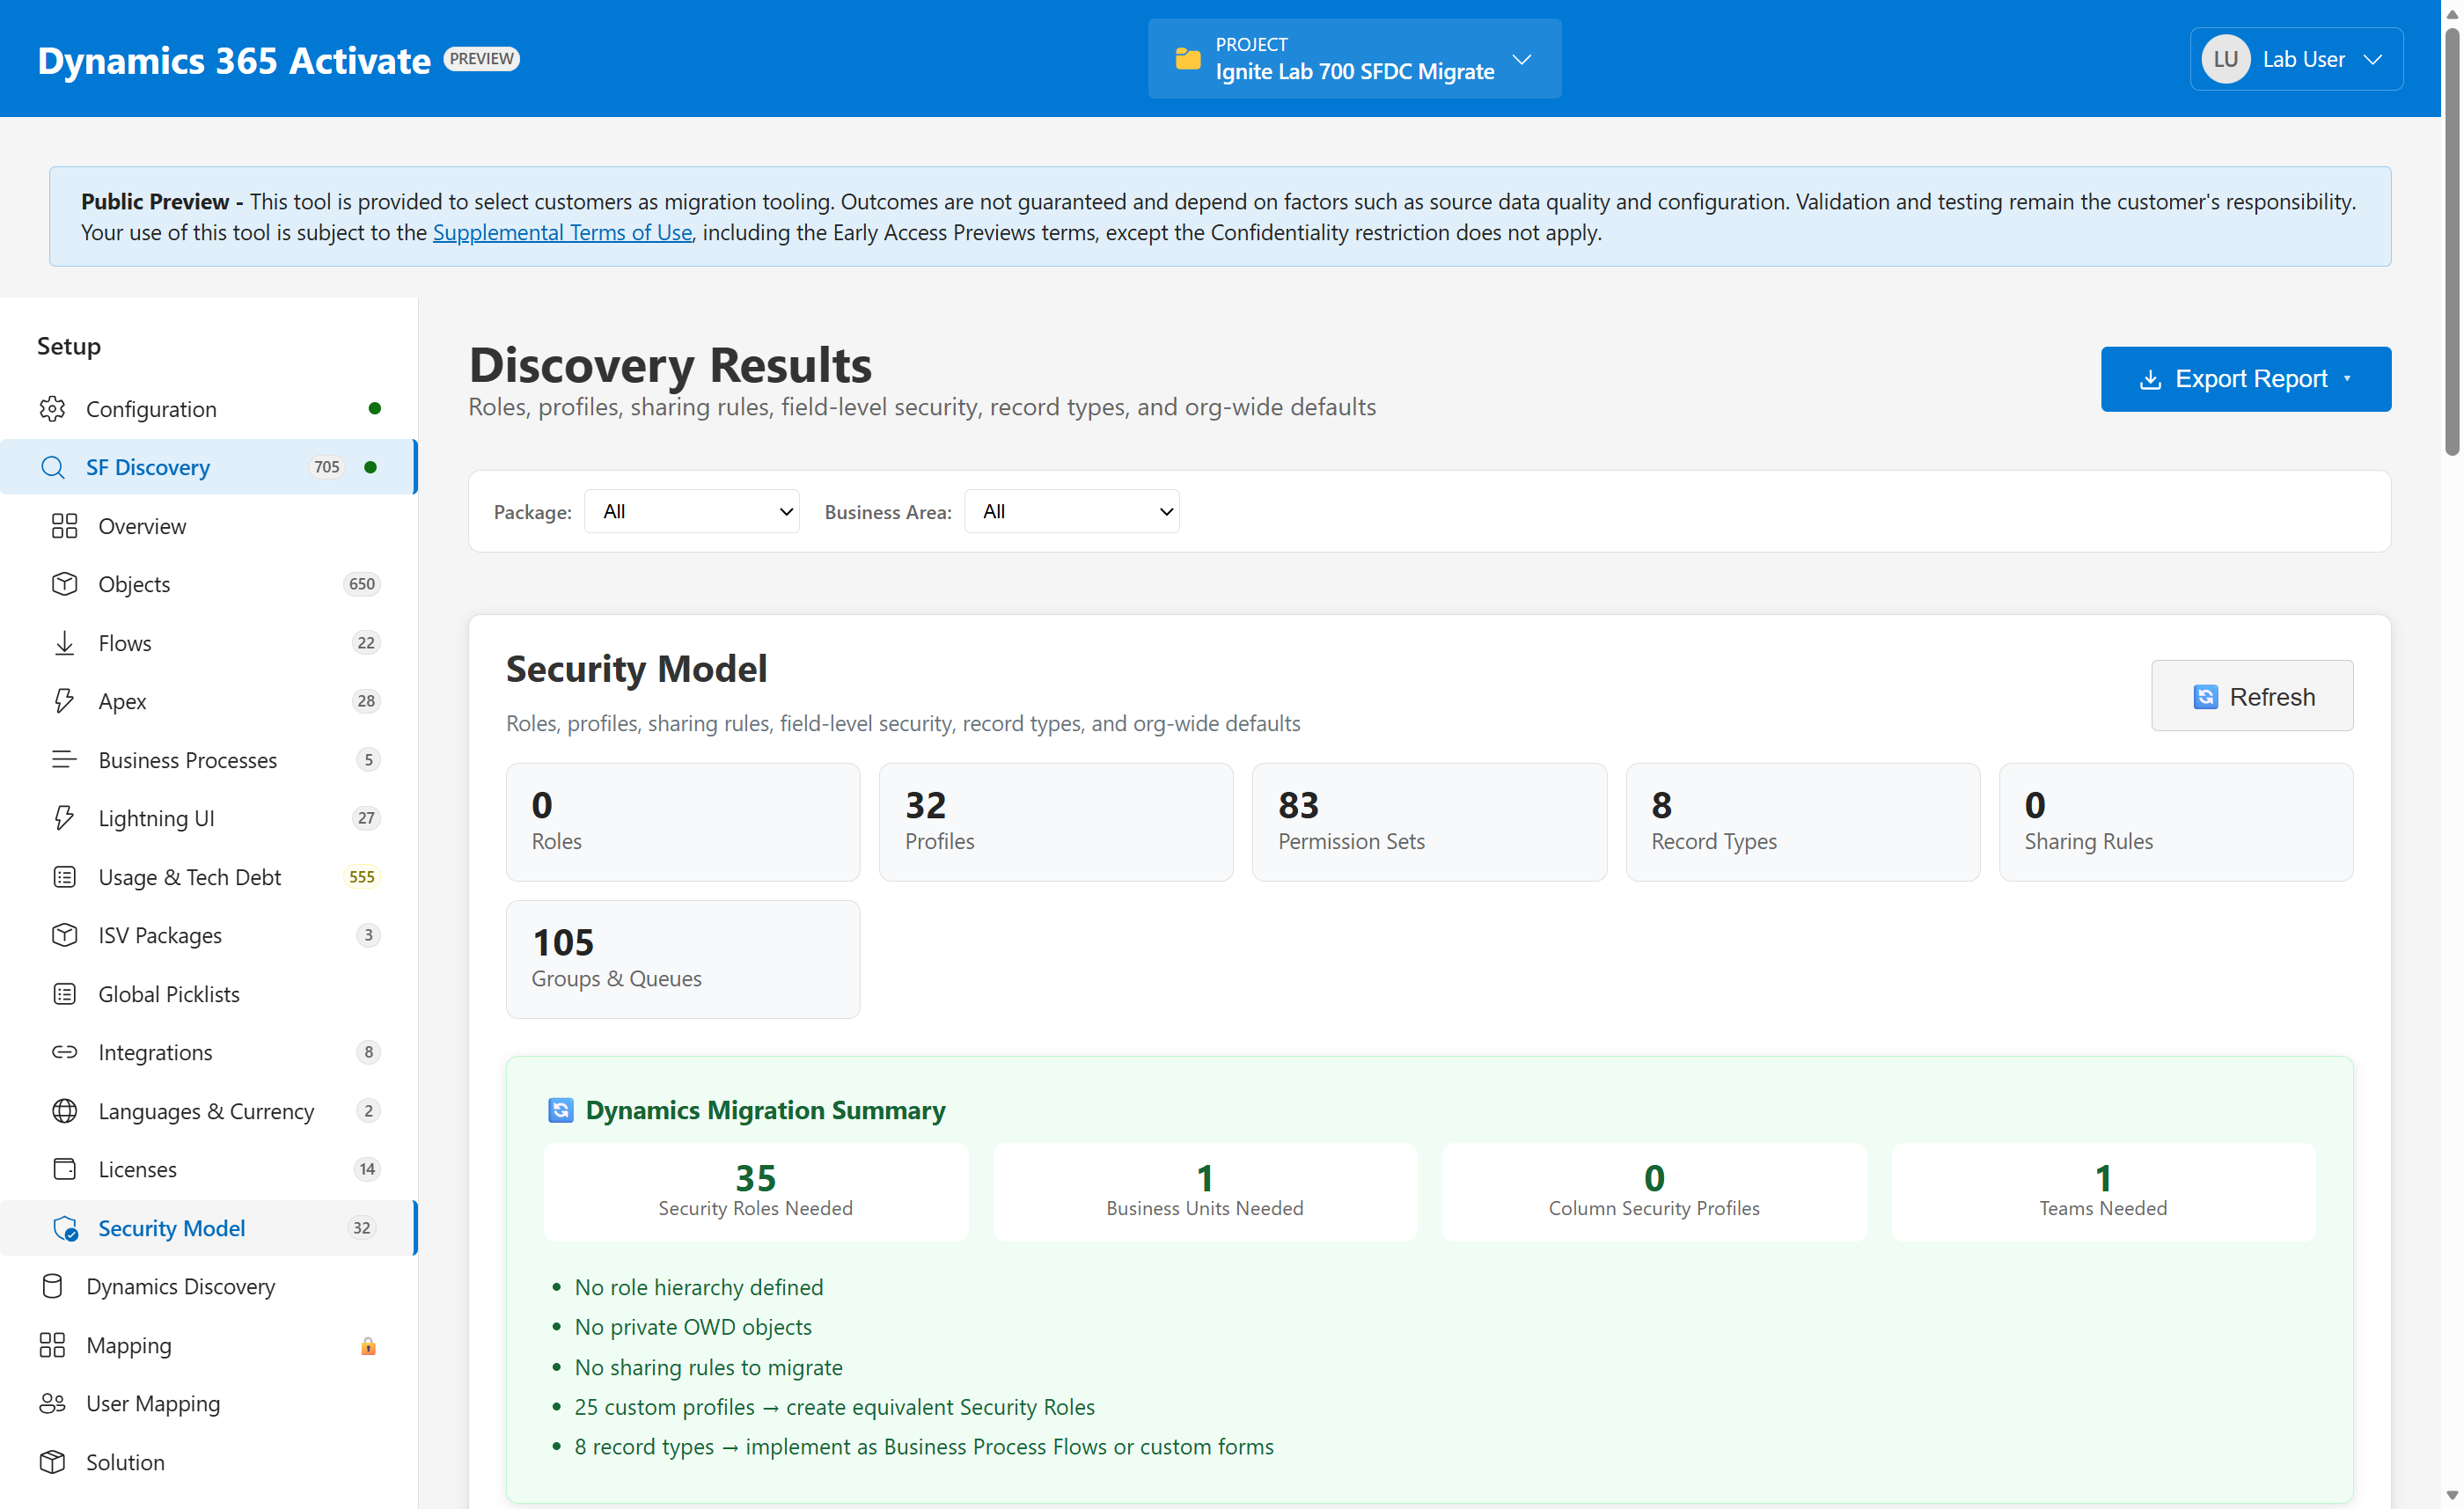 Dynamics 365 Activate PREVIEW
PROJECT
Ignite Lab 700 SFDC Migrate
LU Lab User
Public Preview - This tool is provided to select customers as migration tooling. Outcomes are not guaranteed and depend on factors such as source data quality and configuration. Validation and testing remain the customer's responsibility.
Your use of this tool is subject to the Supplemental Terms of Use, including the Early Access Previews terms, except the Confidentiality restriction does not apply.
Setup
Configuration
SF Discovery 705
Overview
Objects 650
Flows 22
Apex 28
Business Processes 5
Lightning UI 27
Usage & Tech Debt 555
ISV Packages 3
Global Picklists
Integrations 8
Languages & Currency 2
Licenses 14
Security Model 32
Dynamics Discovery
Mapping
User Mapping
Solution
Discovery Results
Roles, profiles, sharing rules, field-level security, record types, and org-wide defaults
Export Report
Package: All Business Area: All
Security Model
Roles, profiles, sharing rules, field-level security, record types, and org-wide defaults
Refresh
0
Roles
32
Profiles
83
Permission Sets
8
Record Types
0
Sharing Rules
105
Groups & Queues
Dynamics Migration Summary
35
Security Roles Needed
1
Business Units Needed
0
Column Security Profiles
1
Teams Needed
• No role hierarchy defined
• No private OWD objects
• No sharing rules to migrate
• 25 custom profiles → create equivalent Security Roles
• 8 record types → implement as Business Process Flows or custom forms